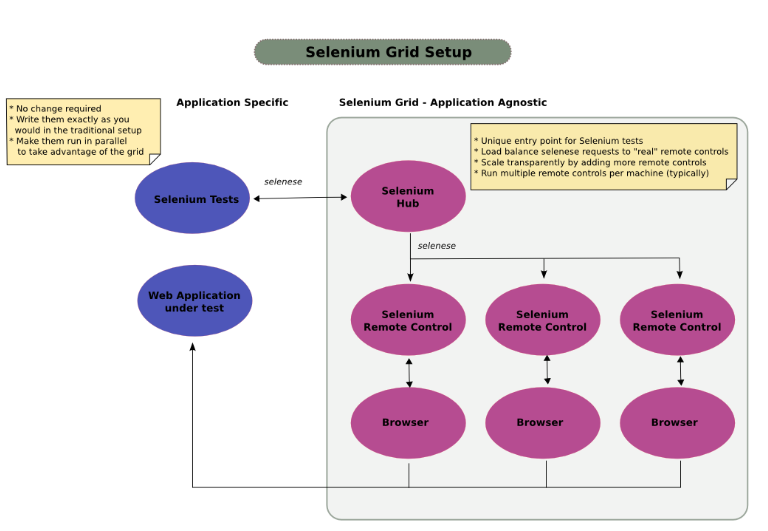 Selenium Grid Setup
Application Specific
Selenium Grid - Application Agnostic
* No change required
* Write them exactly as you
would in the traditional setup
* Make them run in parallel
to take advantage of the grid
* Unique entry point for Selenium tests
* Load balance selenese requests to "real" remote controls
* Scale transparently by adding more remote controls
* Run multiple remote controls per machine (typically)
Selenium Tests
selenese
Selenium
Hub
selenese
Web Application
under test
Selenium
Remote Control
Selenium
Remote Control
Selenium
Remote Control
Browser
Browser
Browser